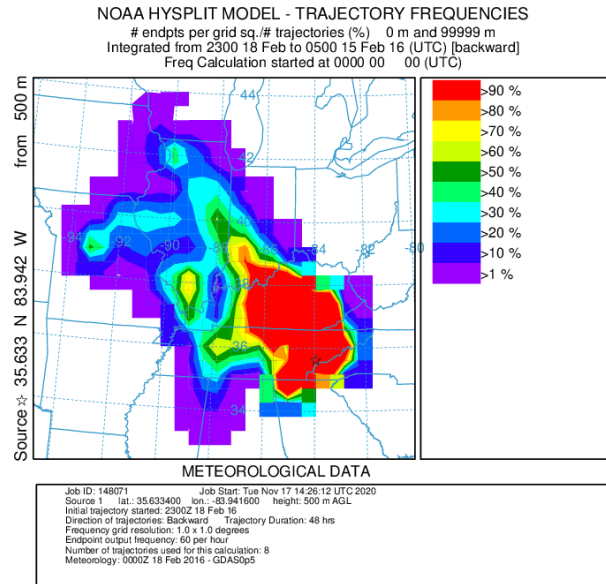 NOAA HYSPLIT MODEL - TRAJECTORY FREQUENCIES
# endpts per grid sq./# trajectories (%)    0 m and 99999 m
Integrated from 2300 18 Feb to 0500 15 Feb 16 (UTC) [backward]
Freq Calculation started at 0000 00    00 (UTC)
Source ☆ 35.633 N 83.942 W    from 500 m
44
42
40
-94
-92
-90
-88
-86
-84
-82
-80
38
36
34
>90 %
>80 %
>70 %
>60 %
>50 %
>40 %
>30 %
>20 %
>10 %
>1 %
METEOROLOGICAL DATA
Job ID: 148071    Job Start: Tue Nov 17 14:26:12 UTC 2020
Source 1    lat.: 35.633400    lon.: -83.941600    height: 500 m AGL
Initial trajectory started: 2300Z 18 Feb 16
Direction of trajectories: Backward    Trajectory Duration: 48 hrs
Frequency grid resolution: 1.0 x 1.0 degrees
Endpoint output frequency: 60 per hour
Number of trajectories used for this calculation: 8
Meteorology: 0000Z 18 Feb 2016 - GDAS0p5